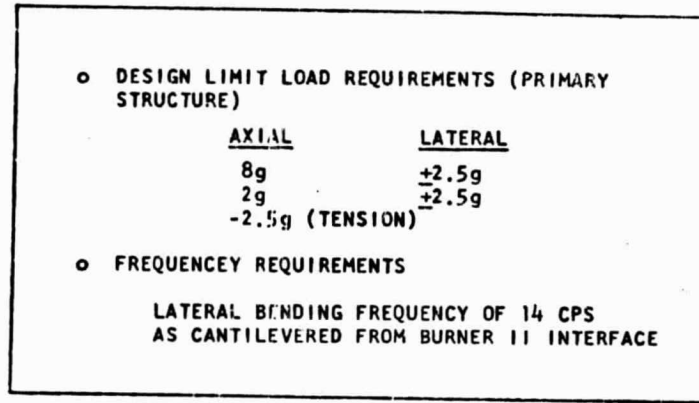 o DESIGN LIMIT LOAD REQUIREMENTS (PRIMARY
STRUCTURE)
AXIAL LATERAL
8g ±2.5g
2g ±2.5g
-2.5g (TENSION)
o FREQUENCEY REQUIREMENTS
LATERAL BENDING FREQUENCY OF 14 CPS
AS CANTILEVERED FROM BURNER II INTERFACE